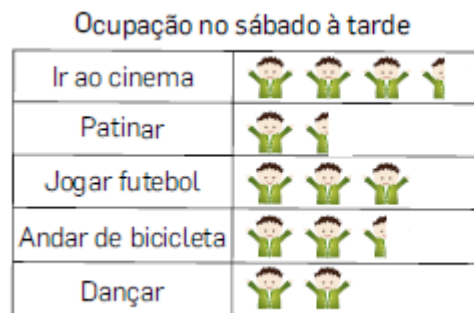 Ocupação no sábado à tarde
Ir ao cinema
Patinar
Jogar futebol
Andar de bicicleta
Dançar